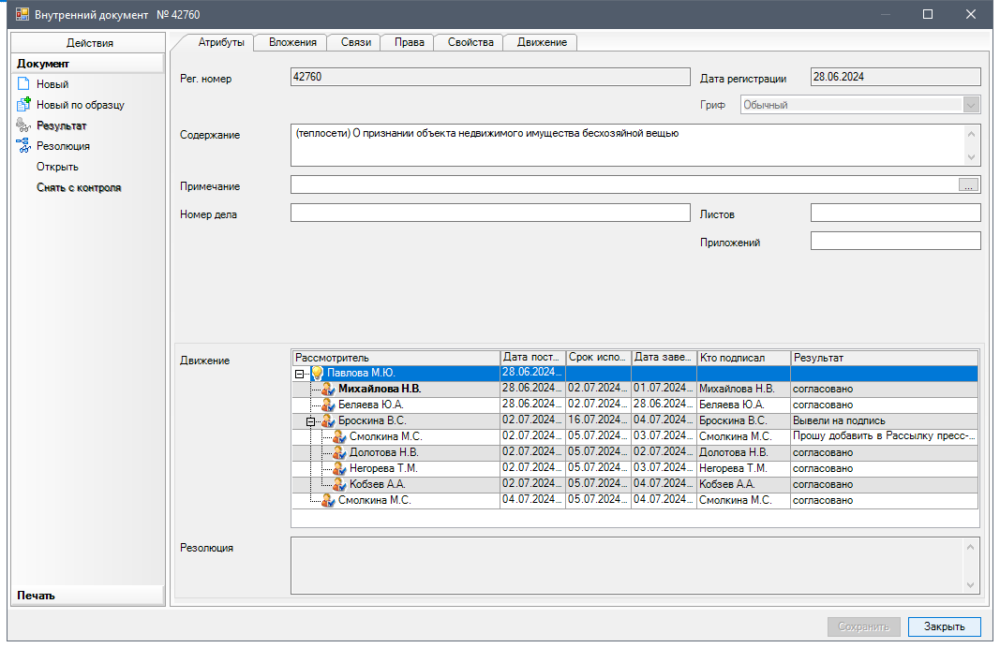 Внутренний документ № 42760
Действия
Документ
Новый
Новый по образцу
Результат
Резолюция
Открыть
Снять с контроля
Печать
Атрибуты Вложения Связи Права Свойства Движение
Рег. номер 42760 Дата регистрации 28.06.2024
Гриф Обычный
Содержание (теплосети) О признании объекта недвижимого имущества бесхозяйной вещью
Примечание ...
Номер дела Листов
Приложений
Движение
Рассмотритель Дата пост... Срок испо... Дата заве... Кто подписал Результат
Павлова М.Ю. 28.06.2024...
Михайлова Н.В. 28.06.2024... 02.07.2024... 01.07.2024... Михайлова Н.В. согласовано
Беляева Ю.А. 28.06.2024... 02.07.2024... 28.06.2024... Беляева Ю.А. согласовано
Броскина В.С. 02.07.2024... 16.07.2024... 04.07.2024... Броскина В.С. Вывели на подпись
Смолкина М.С. 02.07.2024... 05.07.2024... 03.07.2024... Смолкина М.С. Прошу добавить в Рассылку пресс-...
Долотова Н.В. 02.07.2024... 05.07.2024... 02.07.2024... Долотова Н.В. согласовано
Негорева Т.М. 02.07.2024... 05.07.2024... 03.07.2024... Негорева Т.М. согласовано
Кобзев А.А. 02.07.2024... 05.07.2024... 04.07.2024... Кобзев А.А. согласовано
Смолкина М.С. 04.07.2024... 05.07.2024... 04.07.2024... Смолкина М.С. согласовано
Резолюция
Сохранить Закрыть